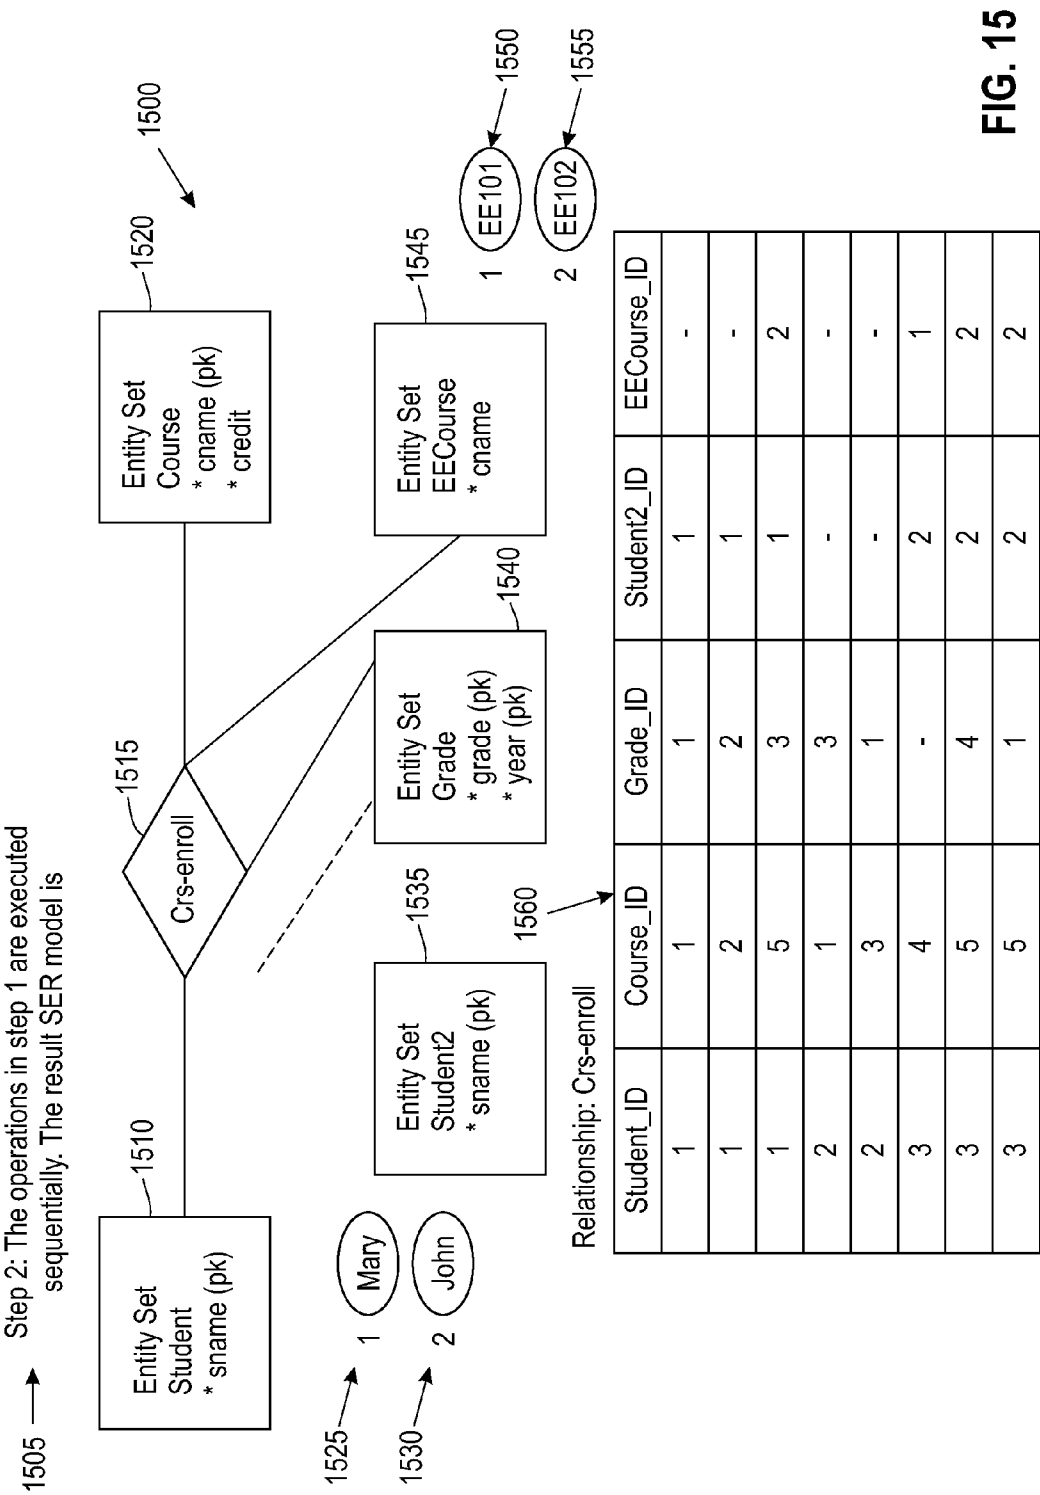 1505
Step 2: The operations in step 1 are executed
sequentially. The result SER model is
1500
1510
1515
1520
Entity Set
Student
* sname (pk)
Crs-enroll
Entity Set
Course
* cname (pk)
* credit
1525
1 Mary
1530
2 John
1535
Entity Set
Student2
* sname (pk)
1540
Entity Set
Grade
* grade (pk)
* year (pk)
1545
Entity Set
EECourse
* cname
1 EE101
1550
2 EE102
1555
1560
Relationship: Crs-enroll
Student_ID Course_ID Grade_ID Student2_ID EECourse_ID
1 1 1 1 -
1 2 2 1 -
1 5 3 1 2
2 1 3 - -
2 3 1 - -
3 4 - 2 1
3 5 4 2 2
3 5 1 2 2
FIG. 15